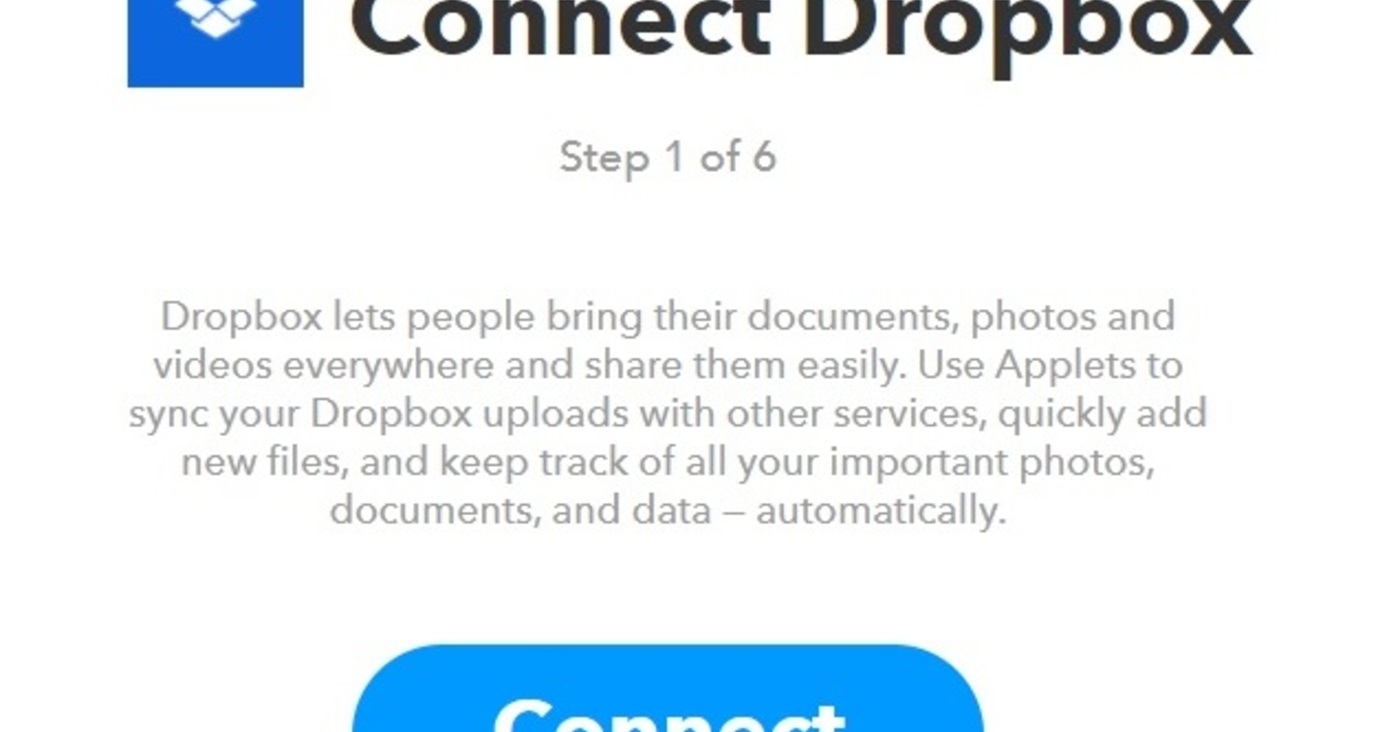 Connect Dropbox
Step 1 of 6
Dropbox lets people bring their documents, photos and
videos everywhere and share them easily. Use Applets to
sync your Dropbox uploads with other services, quickly add
new files, and keep track of all your important photos,
documents, and data – automatically.
Connect